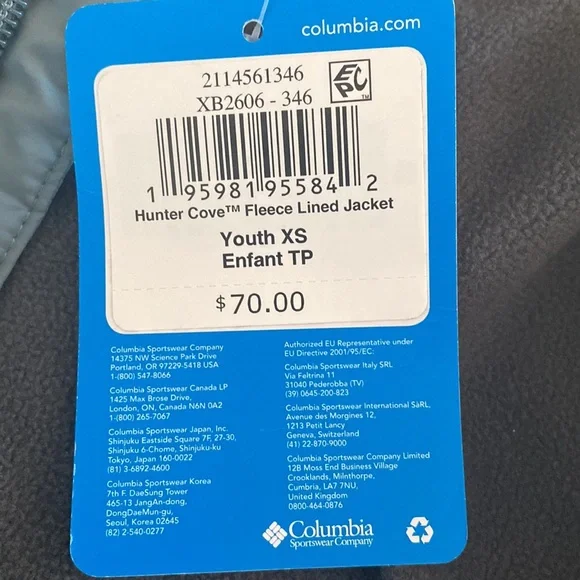 columbia.com
2114561346
XB2606 - 346
EPC
TM
1 95981 95584 2
Hunter Cove™ Fleece Lined Jacket
Youth XS
Enfant TP
$70.00
Columbia Sportswear Company
14375 NW Science Park Drive
Portland, OR 97229-5418 USA
1-(800) 547-8066
Columbia Sportswear Canada LP
1425 Max Brose Drive,
London, ON, Canada N6N 0A2
1-(800) 265-7067
Columbia Sportswear Japan, Inc.
Shinjuku Eastside Square 7F, 27-30,
Shinjuku 6-Chome, Shinjuku-ku
Tokyo, Japan 160-0022
(81) 3-6892-4600
Columbia Sportswear Korea
7th F. DaeSung Tower
465-13 JangAn-dong,
DongDaeMun-gu,
Seoul, Korea 02645
(82) 2-540-0277
Authorized EU Representative under
EU Directive 2001/95/EC:
Columbia Sportswear Italy SRL
Via Feltrina 11
31040 Pederobba (TV)
(39) 0645-200-823
Columbia Sportswear International SàRL,
Avenue des Morgines 12,
1213 Petit Lancy
Geneva, Switzerland
(41) 22-870-9000
Columbia Sportswear Company Limited
12B Moss End Business Village
Crooklands, Milnthorpe,
Cumbria, LA7 7NU,
United Kingdom
0800-464-0876
Columbia
Sportswear Company